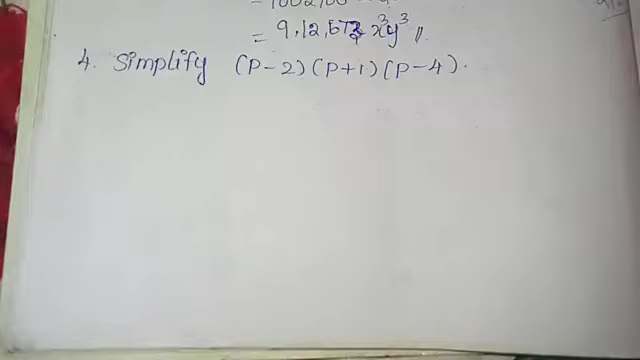 = 9,12,673 x³y³ //
4. Simplify (P-2) (P+1) (P-4).